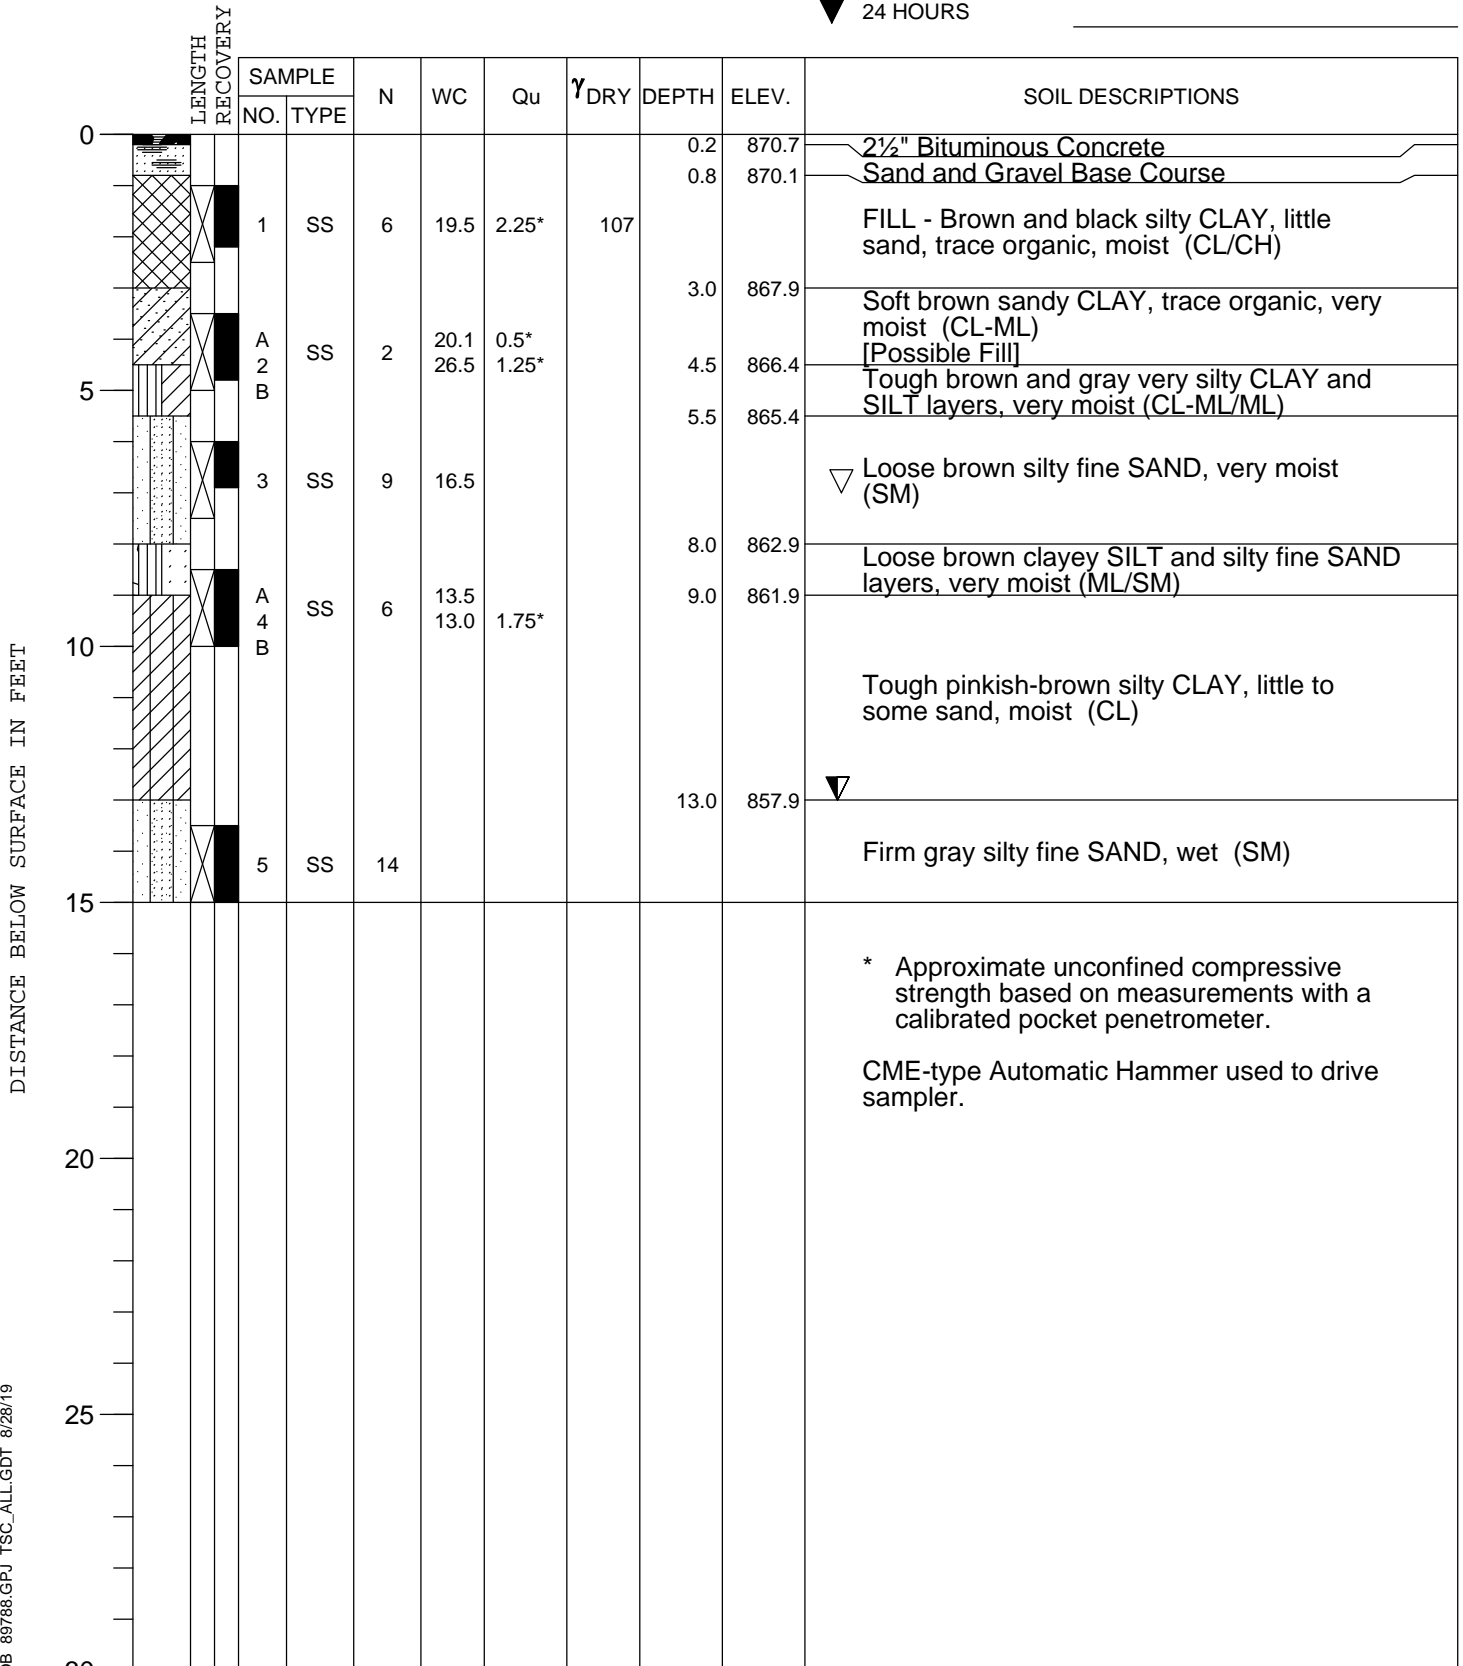 24 HOURS
LENGTH
RECOVERY
SAMPLE
NO. TYPE
N
WC
Qu
γDRY
DEPTH
ELEV.
SOIL DESCRIPTIONS
0
0.2 870.7 2½" Bituminous Concrete
0.8 870.1 Sand and Gravel Base Course
1 SS 6 19.5 2.25* 107
FILL - Brown and black silty CLAY, little
sand, trace organic, moist (CL/CH)
3.0 867.9
Soft brown sandy CLAY, trace organic, very
moist (CL-ML)
[Possible Fill]
A
2
B
SS 2
20.1 0.5*
26.5 1.25*
4.5 866.4
Tough brown and gray very silty CLAY and
SILT layers, very moist (CL-ML/ML)
5
5.5 865.4
3 SS 9 16.5
Loose brown silty fine SAND, very moist
(SM)
8.0 862.9
Loose brown clayey SILT and silty fine SAND
layers, very moist (ML/SM)
9.0 861.9
A
4
B
SS 6
13.5
13.0 1.75*
10
Tough pinkish-brown silty CLAY, little to
some sand, moist (CL)
13.0 857.9
5 SS 14
Firm gray silty fine SAND, wet (SM)
15
* Approximate unconfined compressive
strength based on measurements with a
calibrated pocket penetrometer.
CME-type Automatic Hammer used to drive
sampler.
20
25
DISTANCE BELOW SURFACE IN FEET
89788.GPJ TSC_ALL.GDT 8/28/19